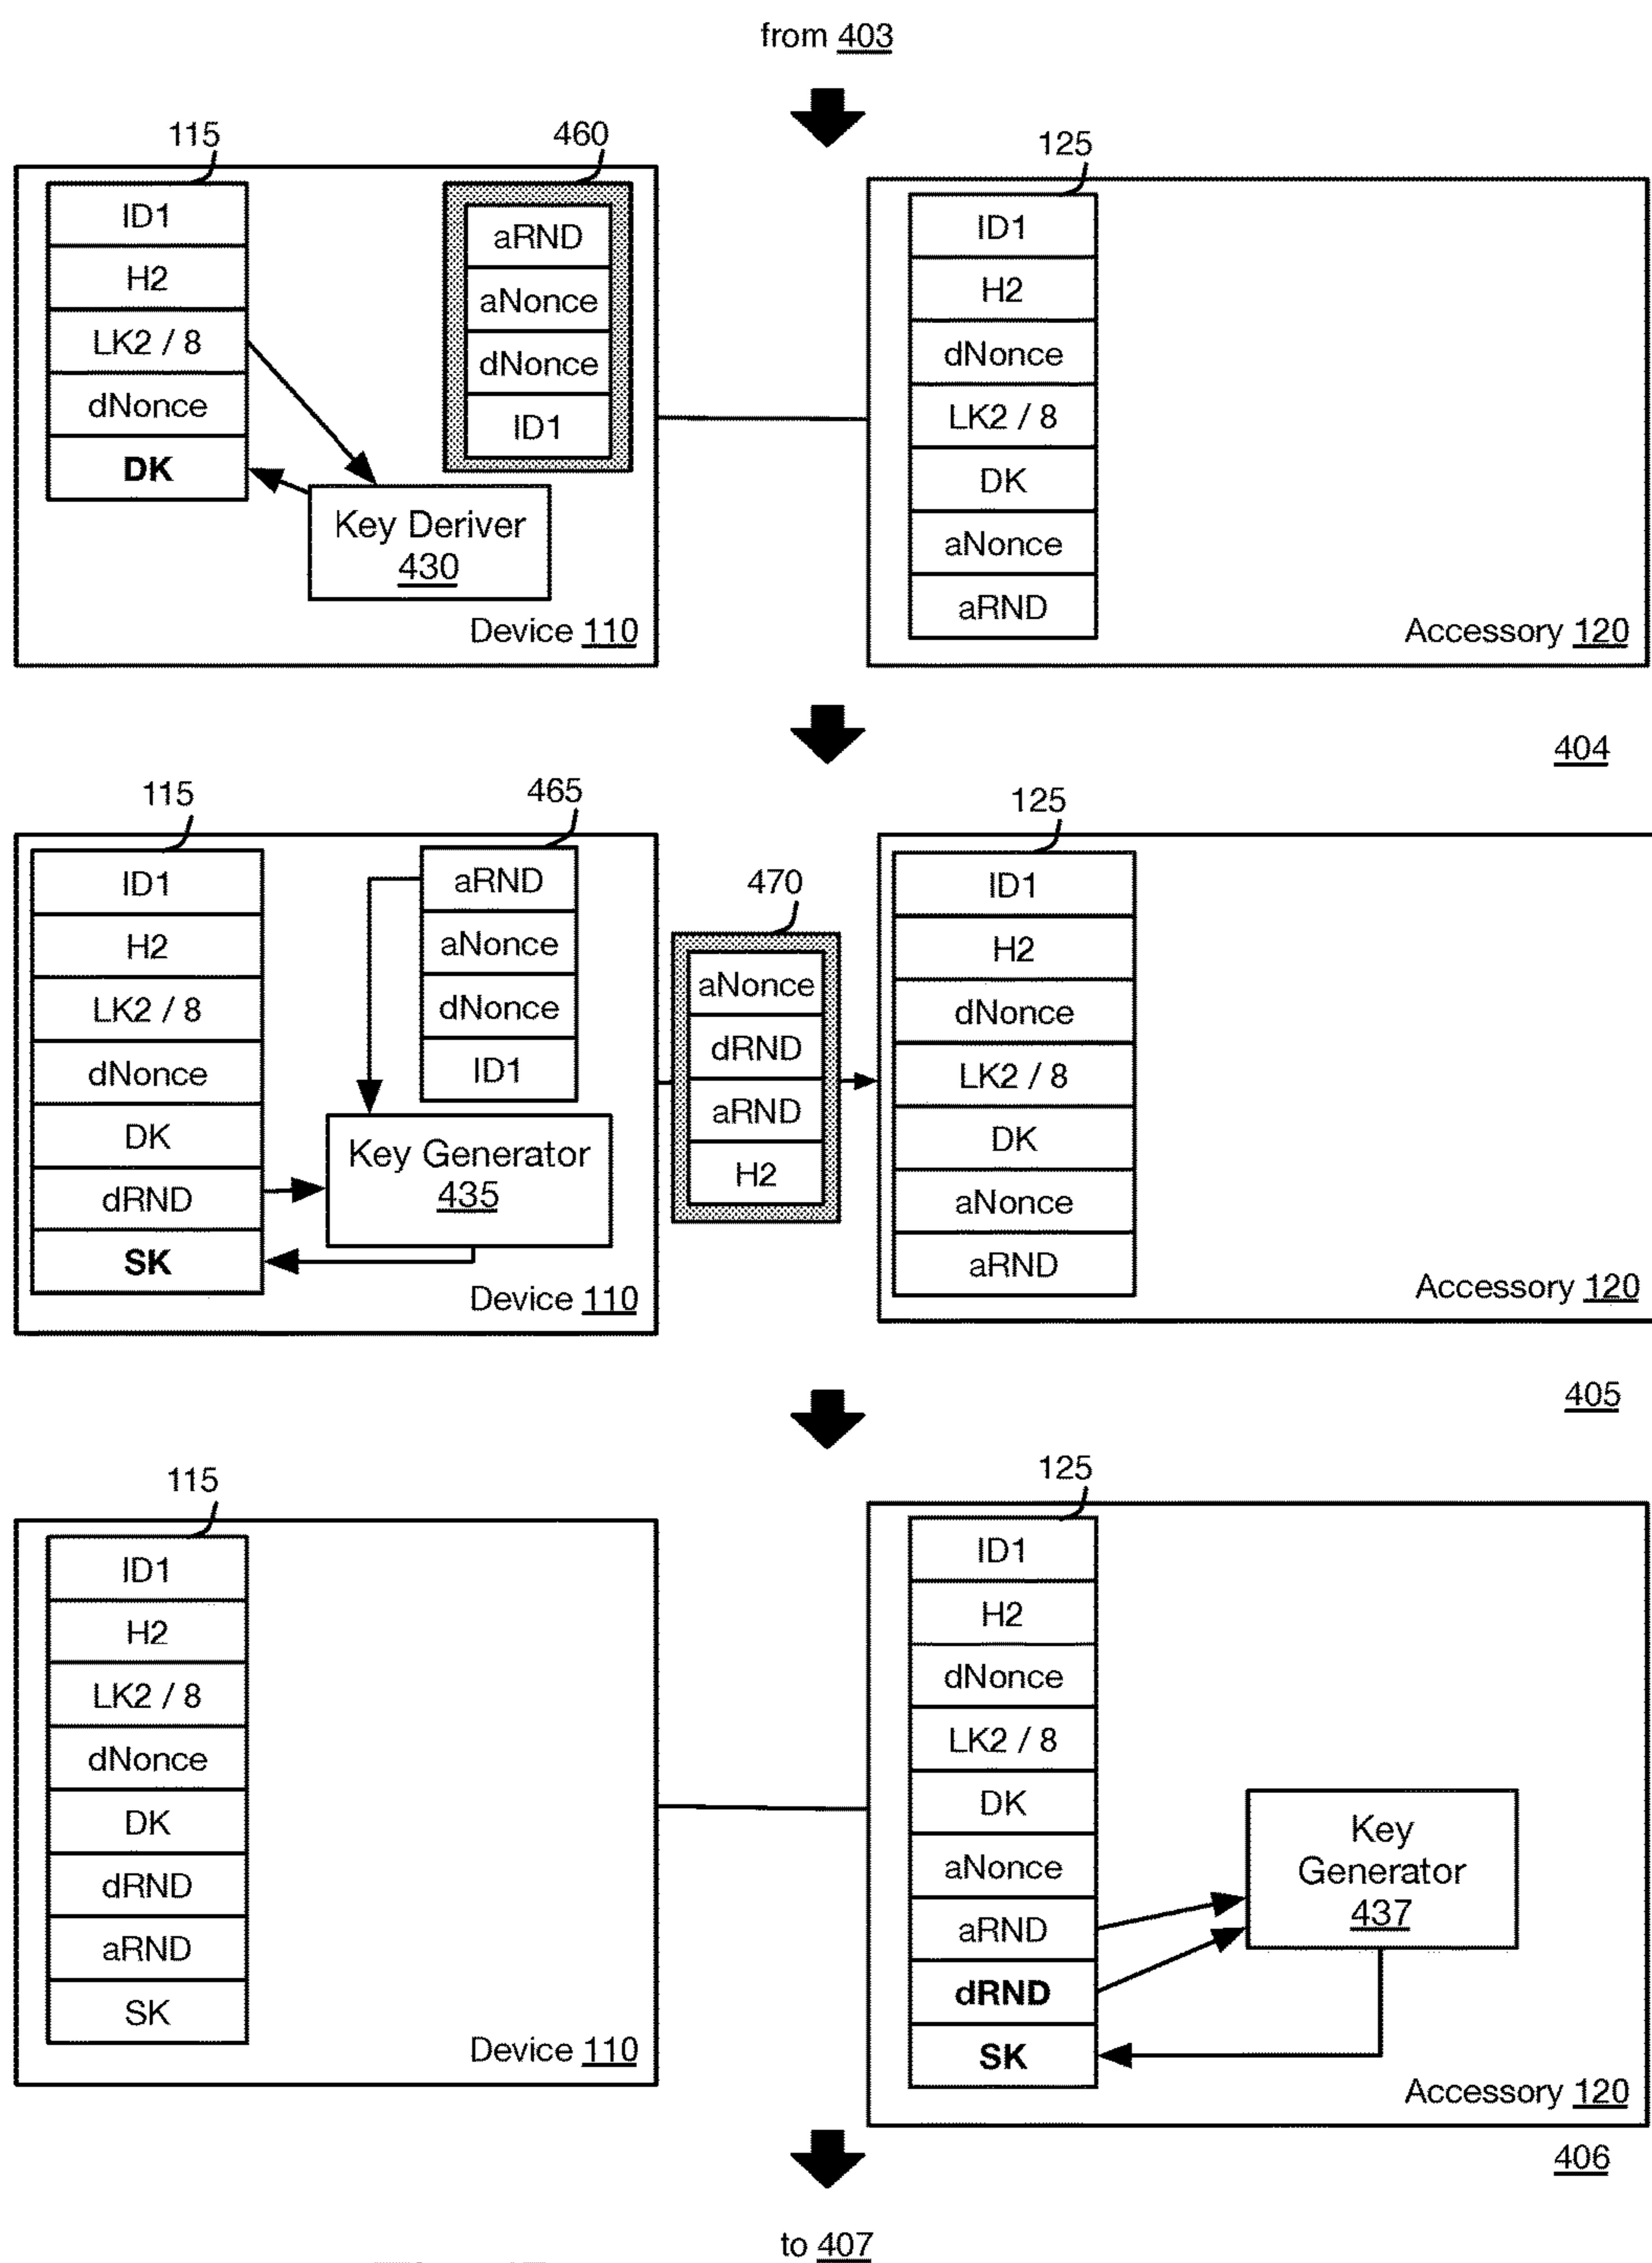 from 403
115
460
125
ID1
H2
LK2 / 8
dNonce
DK
aRND
aNonce
dNonce
ID1
Key Deriver
430
Device 110
ID1
H2
dNonce
LK2 / 8
DK
aNonce
aRND
Accessory 120
404
115
465
470
125
ID1
H2
LK2 / 8
dNonce
DK
dRND
SK
aRND
aNonce
dNonce
ID1
Key Generator
435
Device 110
aNonce
dRND
aRND
H2
ID1
H2
dNonce
LK2 / 8
DK
aNonce
aRND
Accessory 120
405
115
125
ID1
H2
LK2 / 8
dNonce
DK
dRND
aRND
SK
Device 110
ID1
H2
dNonce
LK2 / 8
DK
aNonce
aRND
dRND
SK
Key
Generator
437
Accessory 120
406
to 407